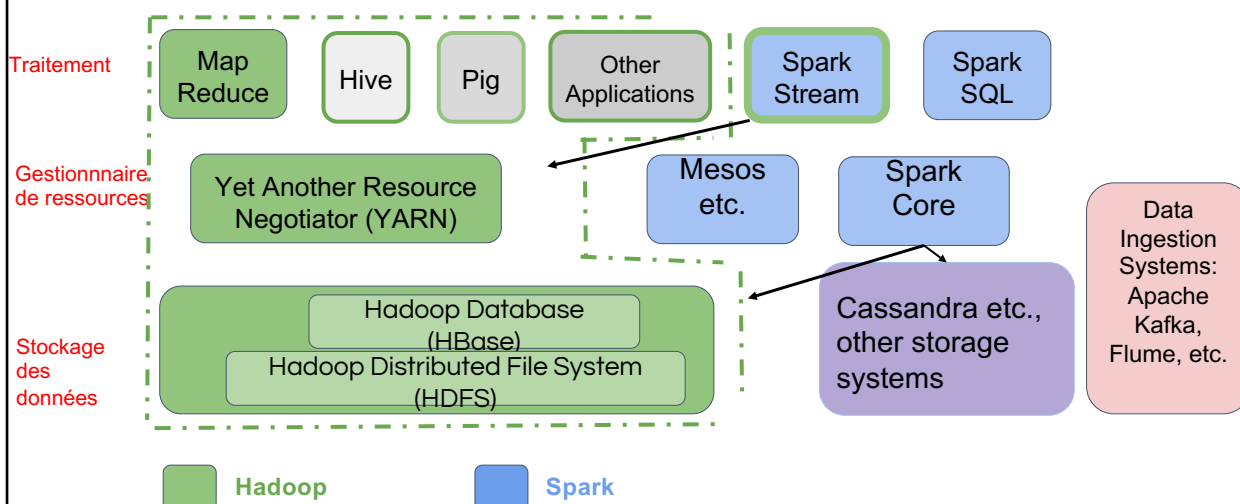 Traitement
Map
Reduce
Hive
Pig
Other
Applications
Spark
Stream
Spark
SQL
Gestionnnaire
de ressources
Yet Another Resource
Negotiator (YARN)
Mesos
etc.
Spark
Core
Data
Ingestion
Systems:
Apache
Kafka,
Flume, etc.
Stockage
des
données
Hadoop Database
(HBase)
Hadoop Distributed File System
(HDFS)
Cassandra etc.,
other storage
systems
Hadoop
Spark